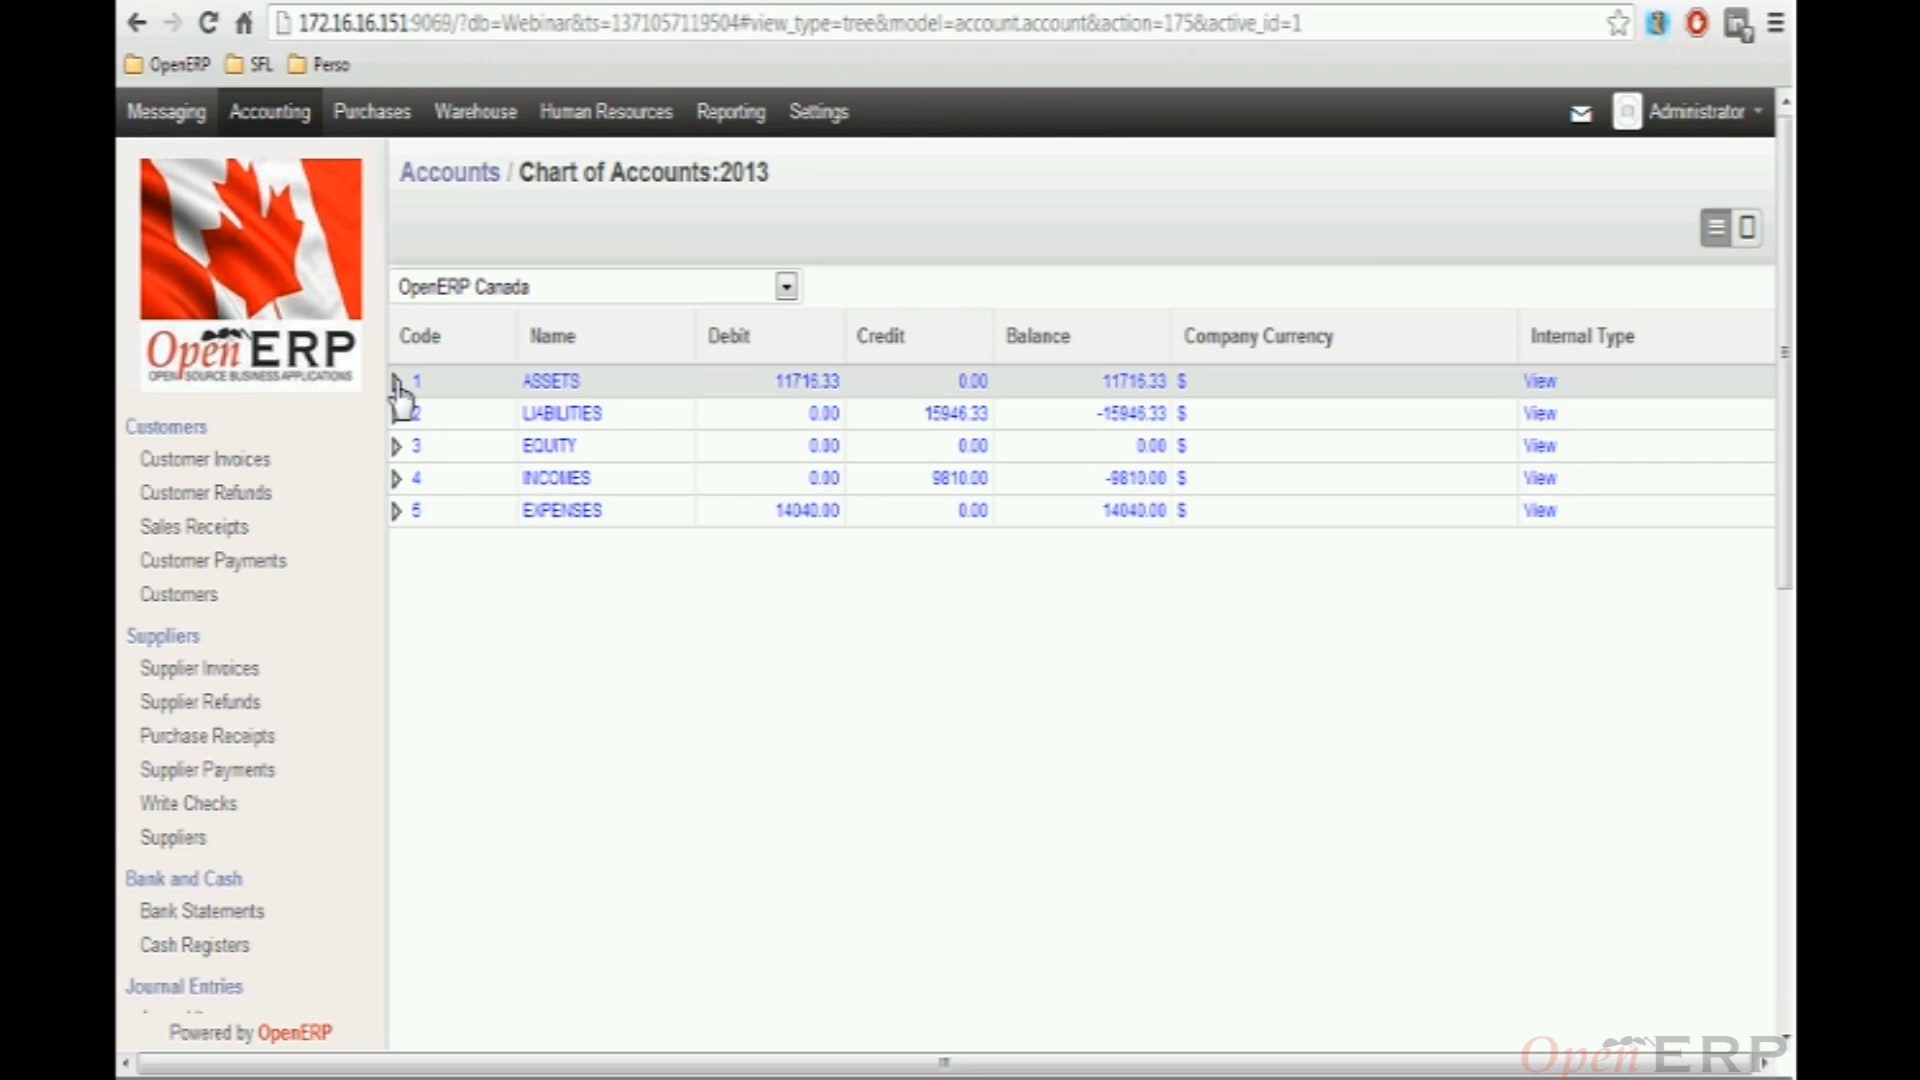 172.16.16.151:9069/?db=Webinar&ts=1371057119504#view_type=tree&model=account.account&action=175&active_id=1
OpenERP SFL Perso
Messaging Accounting Purchases Warehouse Human Resources Reporting Settings Administrator
Accounts / Chart of Accounts:2013
OpenERP
OPEN SOURCE BUSINESS APPLICATIONS
Customers
Customer Invoices
Customer Refunds
Sales Receipts
Customer Payments
Customers
Suppliers
Supplier Invoices
Supplier Refunds
Purchase Receipts
Supplier Payments
Write Checks
Suppliers
Bank and Cash
Bank Statements
Cash Registers
Journal Entries
Powered by OpenERP
OpenERP Canada
Code Name Debit Credit Balance Company Currency Internal Type
1 ASSETS 11716.33 0.00 11716.33 $ View
2 LIABILITIES 0.00 15946.33 -15946.33 $ View
3 EQUITY 0.00 0.00 0.00 $ View
4 INCOMES 0.00 9810.00 -9810.00 $ View
5 EXPENSES 14040.00 0.00 14040.00 $ View
OpenERP